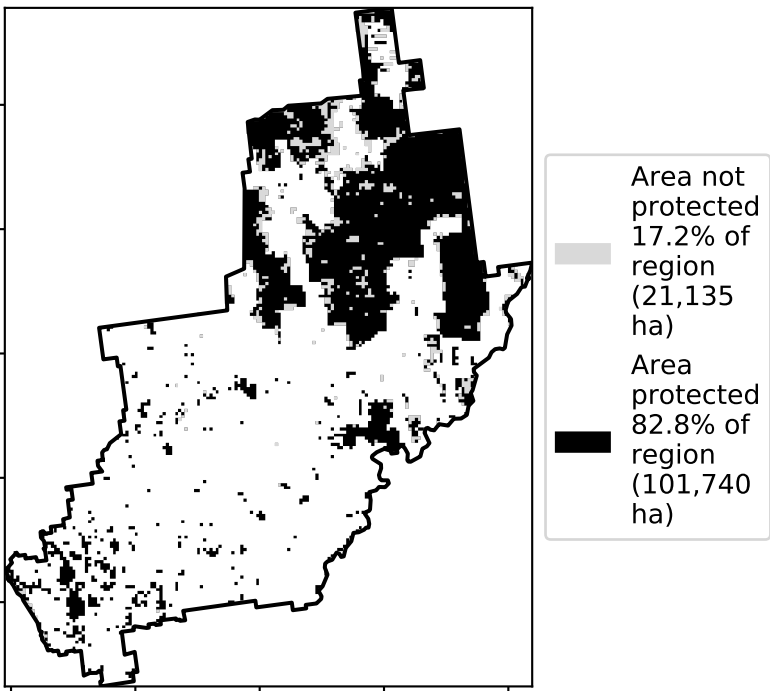 Area not
protected
17.2% of
region
(21,135
ha)
Area
protected
82.8% of
region
(101,740
ha)